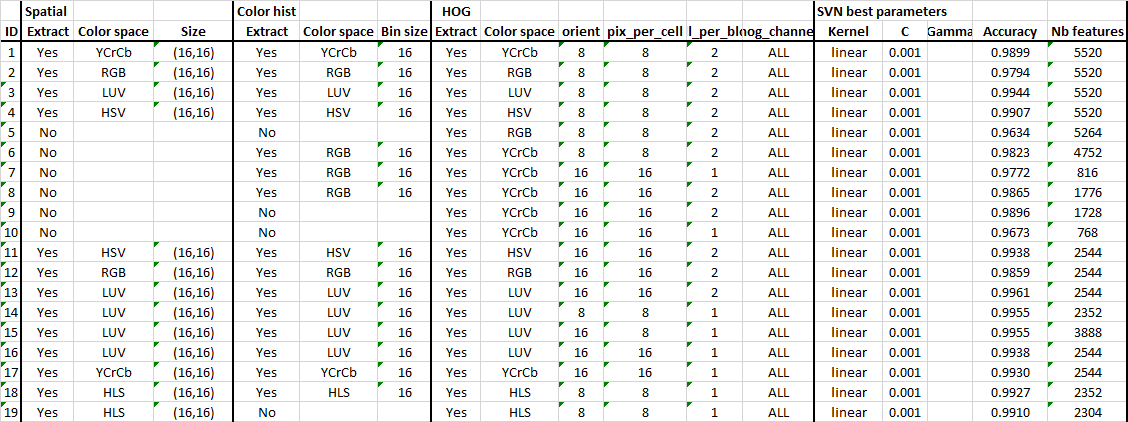 Spatial Color hist HOG SVN best parameters
ID Extract Color space Size Extract Color space Bin size Extract Color space orient pix_per_cell l_per_bl nog_channe Kernel C Gamma Accuracy Nb features
1 Yes YCrCb (16,16) Yes YCrCb 16 Yes YCrCb 8 8 2 ALL linear 0.001 0.9899 5520
2 Yes RGB (16,16) Yes RGB 16 Yes RGB 8 8 2 ALL linear 0.001 0.9794 5520
3 Yes LUV (16,16) Yes LUV 16 Yes LUV 8 8 2 ALL linear 0.001 0.9944 5520
4 Yes HSV (16,16) Yes HSV 16 Yes HSV 8 8 2 ALL linear 0.001 0.9907 5520
5 No No Yes RGB 8 8 2 ALL linear 0.001 0.9634 5264
6 No Yes RGB 16 Yes YCrCb 8 8 2 ALL linear 0.001 0.9823 4752
7 No Yes RGB 16 Yes YCrCb 16 16 1 ALL linear 0.001 0.9772 816
8 No Yes RGB 16 Yes YCrCb 16 16 2 ALL linear 0.001 0.9865 1776
9 No No Yes YCrCb 16 16 2 ALL linear 0.001 0.9896 1728
10 No No Yes YCrCb 16 16 1 ALL linear 0.001 0.9673 768
11 Yes HSV (16,16) Yes HSV 16 Yes HSV 16 16 2 ALL linear 0.001 0.9938 2544
12 Yes RGB (16,16) Yes RGB 16 Yes RGB 16 16 2 ALL linear 0.001 0.9859 2544
13 Yes LUV (16,16) Yes LUV 16 Yes LUV 16 16 2 ALL linear 0.001 0.9961 2544
14 Yes LUV (16,16) Yes LUV 16 Yes LUV 8 8 1 ALL linear 0.001 0.9955 2352
15 Yes LUV (16,16) Yes LUV 16 Yes LUV 16 8 1 ALL linear 0.001 0.9955 3888
16 Yes LUV (16,16) Yes LUV 16 Yes LUV 16 16 1 ALL linear 0.001 0.9938 2544
17 Yes YCrCb (16,16) Yes YCrCb 16 Yes YCrCb 16 16 1 ALL linear 0.001 0.9930 2544
18 Yes HLS (16,16) Yes HLS 16 Yes HLS 8 8 1 ALL linear 0.001 0.9927 2352
19 Yes HLS (16,16) No Yes HLS 8 8 1 ALL linear 0.001 0.9910 2304